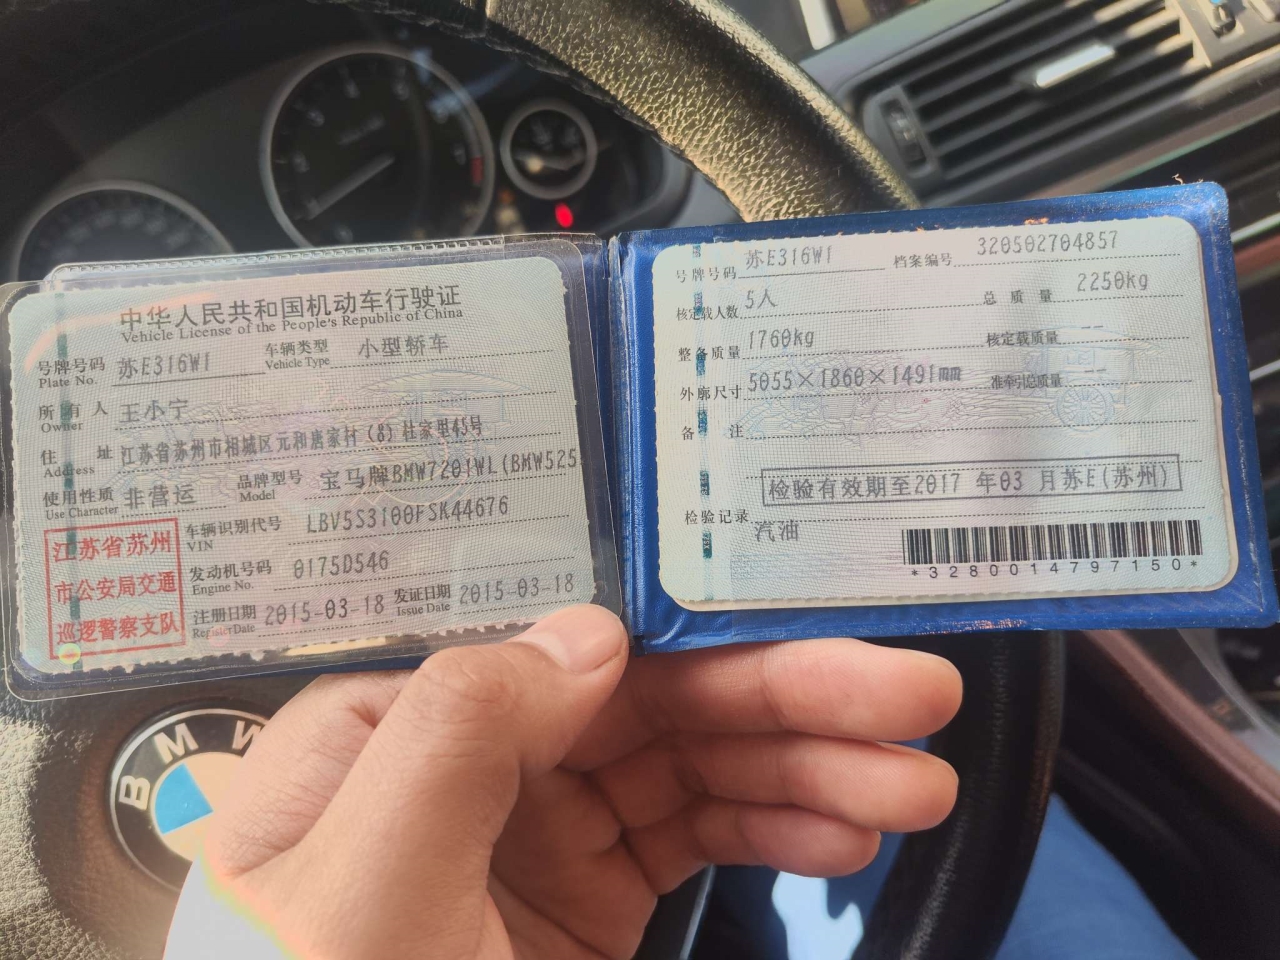 中华人民共和国机动车行驶证
Vehicle License of the People's Republic of China
号牌号码 苏E316W1 车辆类型 小型轿车
Plate No. Vehicle Type
所有人 王小宁
Owner
住址 江苏省苏州市相城区元和唐家村(8)杜家里45号
Address
使用性质 非营运 品牌型号 宝马牌BMW7201WL(BMW525
Use Character Model
江苏省苏州
市公安局交通
巡逻警察支队
车辆识别代号 LBV5S3100FSK44676
VIN
发动机号码 0175D546
Engine No.
注册日期 2015-03-18 发证日期 2015-03-18
Register Date Issue Date
号牌号码 苏E316W1 档案编号 320502704857
核定载人数 5人 总质量 2250kg
整备质量 1760kg 核定载质量 --
外廓尺寸 5055×1860×1491mm 准牵引总质量 --
备注
检验有效期至2017年03月苏E(苏州)
检验记录
汽油
*3280014797150*
BMW